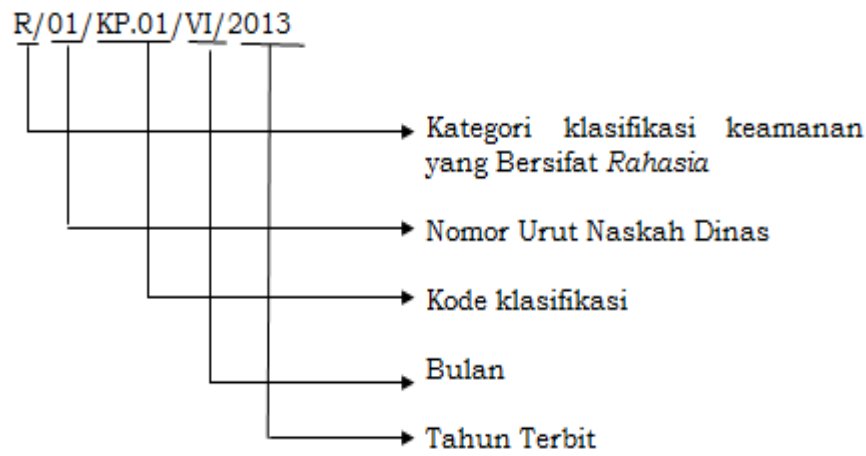 R/01/KP.01/VI/2013
Kategori klasifikasi keamanan
yang Bersifat Rahasia
Nomor Urut Naskah Dinas
Kode klasifikasi
Bulan
Tahun Terbit